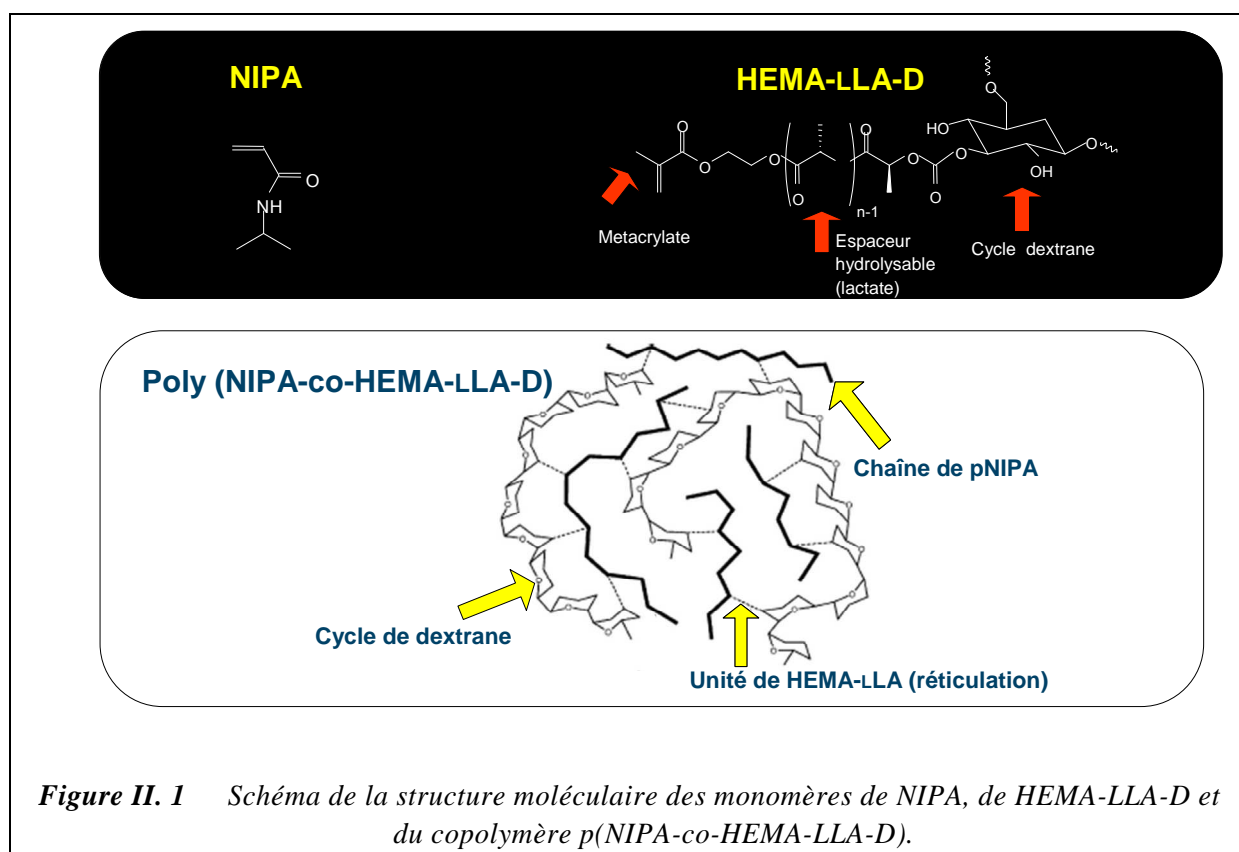 NIPA
HEMA-LLA-D
O
NH
O
O
O
O
n-1
O
O
O
O
O
HO
O
OH
O
Metacrylate
Espaceur
hydrolysable
(lactate)
Cycle dextrane
Poly (NIPA-co-HEMA-LLA-D)
Chaîne de pNIPA
Cycle de dextrane
Unité de HEMA-LLA (réticulation)
Figure II. 1 Schéma de la structure moléculaire des monomères de NIPA, de HEMA-LLA-D et
du copolymère p(NIPA-co-HEMA-LLA-D).